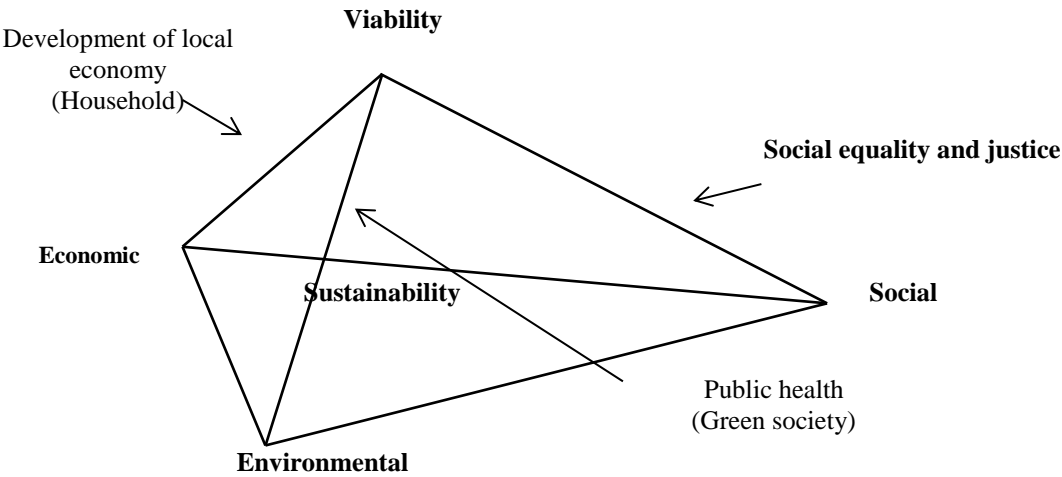 Viability
Development of local
economy
(Household)
Social equality and justice
Economic
Sustainability
Social
Public health
(Green society)
Environmental